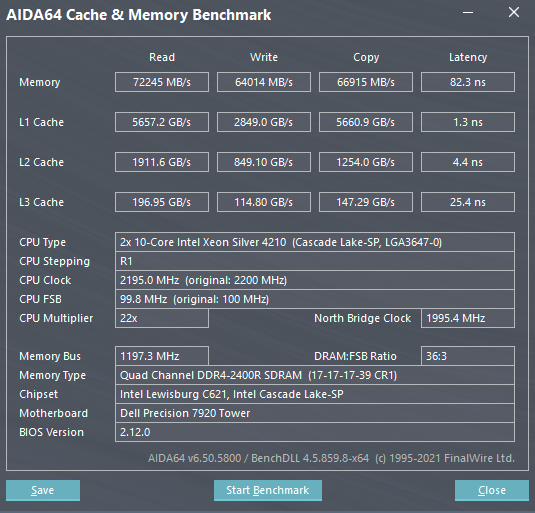 AIDA64 Cache & Memory Benchmark
Read Write Copy Latency
Memory 72245 MB/s 64014 MB/s 66915 MB/s 82.3 ns
L1 Cache 5657.2 GB/s 2849.0 GB/s 5660.9 GB/s 1.3 ns
L2 Cache 1911.6 GB/s 849.10 GB/s 1254.0 GB/s 4.4 ns
L3 Cache 196.95 GB/s 114.80 GB/s 147.29 GB/s 25.4 ns
CPU Type 2x 10-Core Intel Xeon Silver 4210 (Cascade Lake-SP, LGA3647-0)
CPU Stepping R1
CPU Clock 2195.0 MHz (original: 2200 MHz)
CPU FSB 99.8 MHz (original: 100 MHz)
CPU Multiplier 22x North Bridge Clock 1995.4 MHz
Memory Bus 1197.3 MHz DRAM:FSB Ratio 36:3
Memory Type Quad Channel DDR4-2400R SDRAM (17-17-17-39 CR1)
Chipset Intel Lewisburg C621, Intel Cascade Lake-SP
Motherboard Dell Precision 7920 Tower
BIOS Version 2.12.0
AIDA64 v6.50.5800 / BenchDLL 4.5.859.8-x64 (c) 1995-2021 FinalWire Ltd.
Save Start Benchmark Close